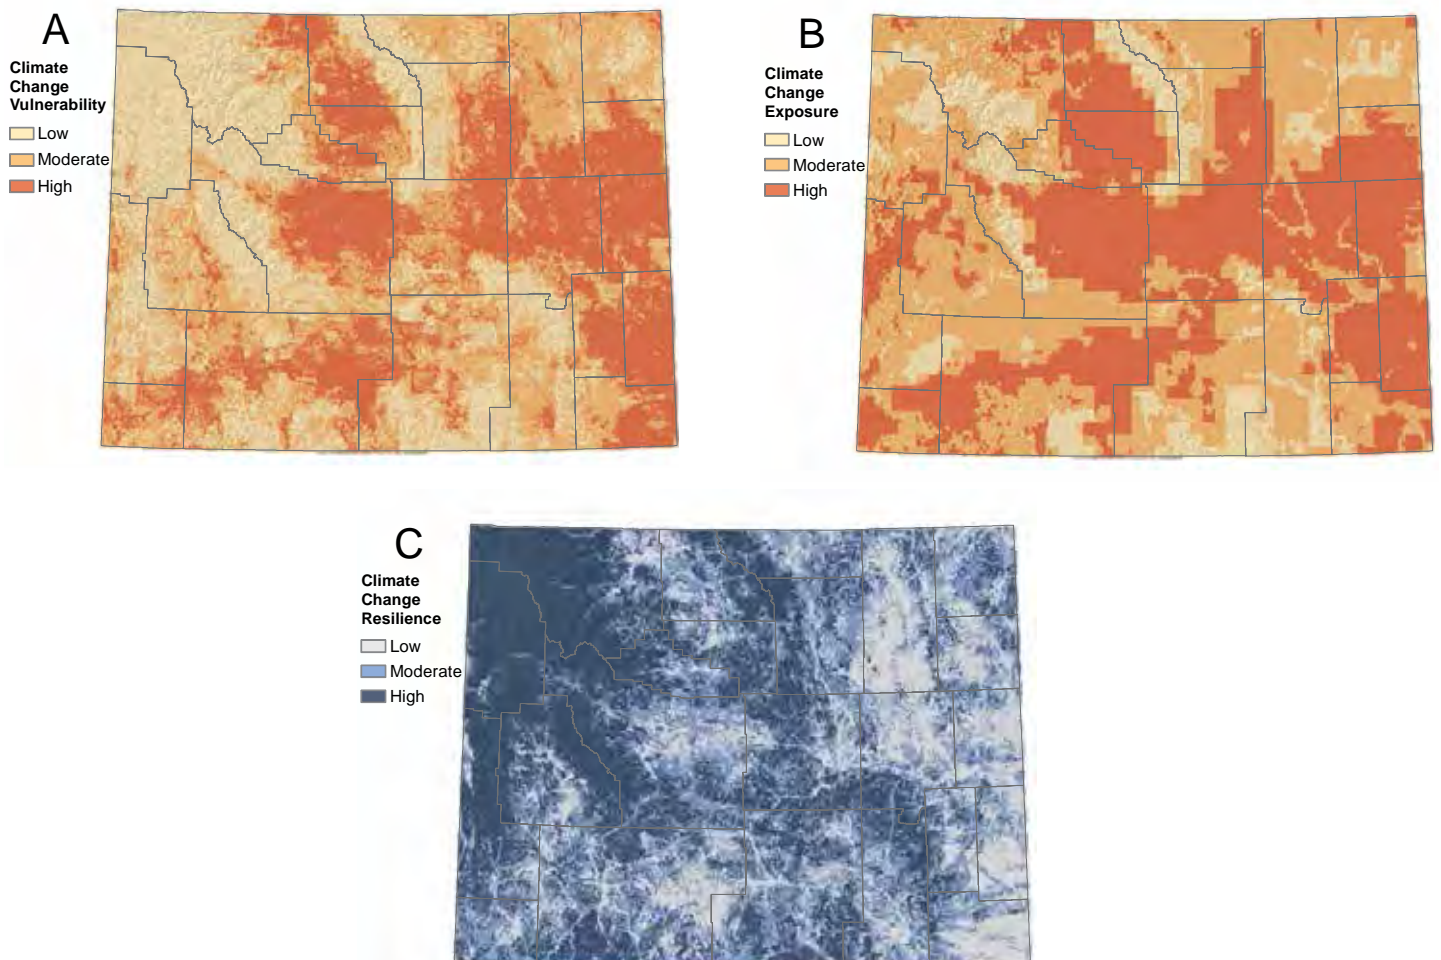 A
Climate
Change
Vulnerability
Low
Moderate
High
B
Climate
Change
Exposure
Low
Moderate
High
C
Climate
Change
Resilience
Low
Moderate
High